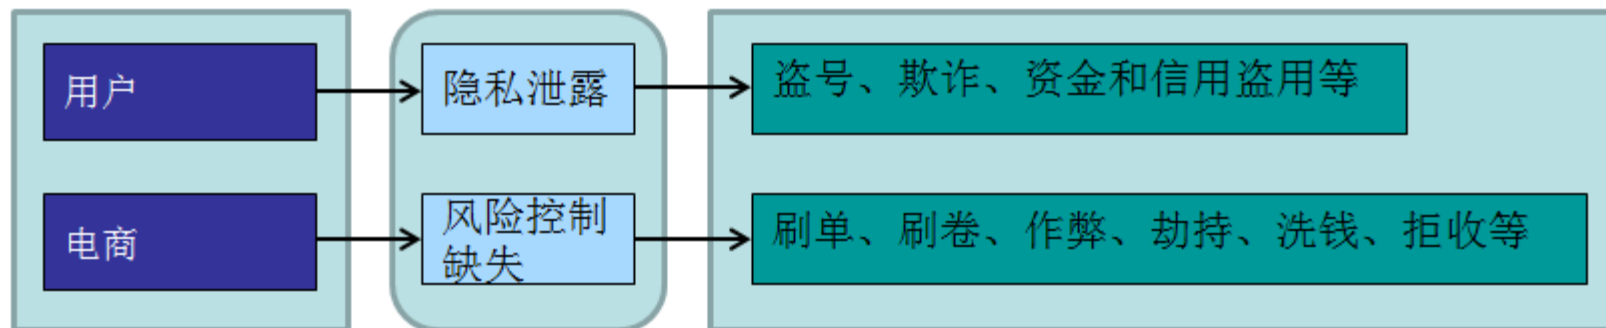 用户
隐私泄露
盗号、欺诈、资金和信用盗用等
电商
风险控制
缺失
刷单、刷卷、作弊、劫持、洗钱、拒收等